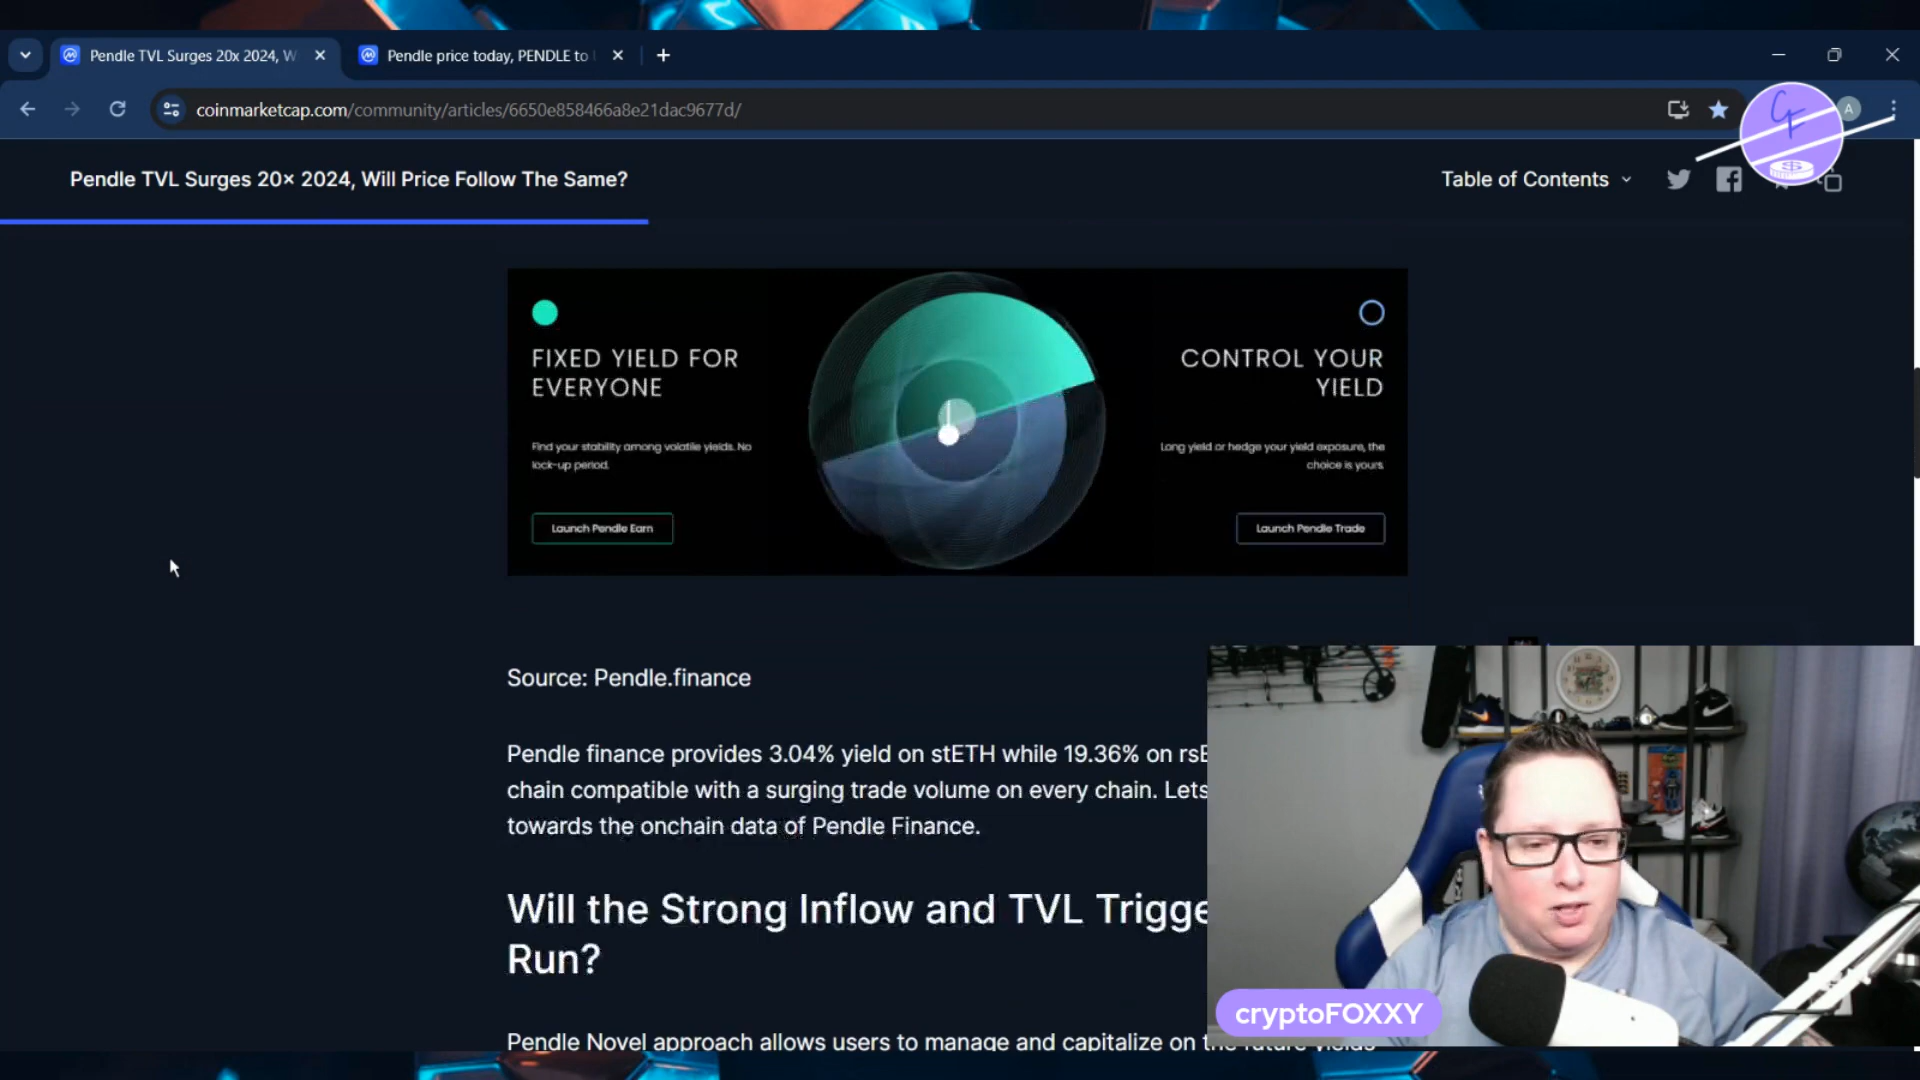 Pendle TVL Surges 20x 2024, W
Pendle price today, PENDLE to
coinmarketcap.com/community/articles/6650e858466a8e21dac9677d/
A
Pendle TVL Surges 20× 2024, Will Price Follow The Same?
Table of Contents
FIXED YIELD FOR
EVERYONE
Find your stability among volatile yields. No
lock-up period.
Launch Pendle Earn
CONTROL YOUR
YIELD
Long yield or hedge your yield exposure, the
choice is yours.
Launch Pendle Trade
Source: Pendle.finance
Pendle finance provides 3.04% yield on stETH while 19.36% on rsE
chain compatible with a surging trade volume on every chain. Lets
towards the onchain data of Pendle Finance.
Will the Strong Inflow and TVL Trigge
Run?
Pendle Novel approach allows users to manage and capitalize on the future yields
cryptoFOXXY